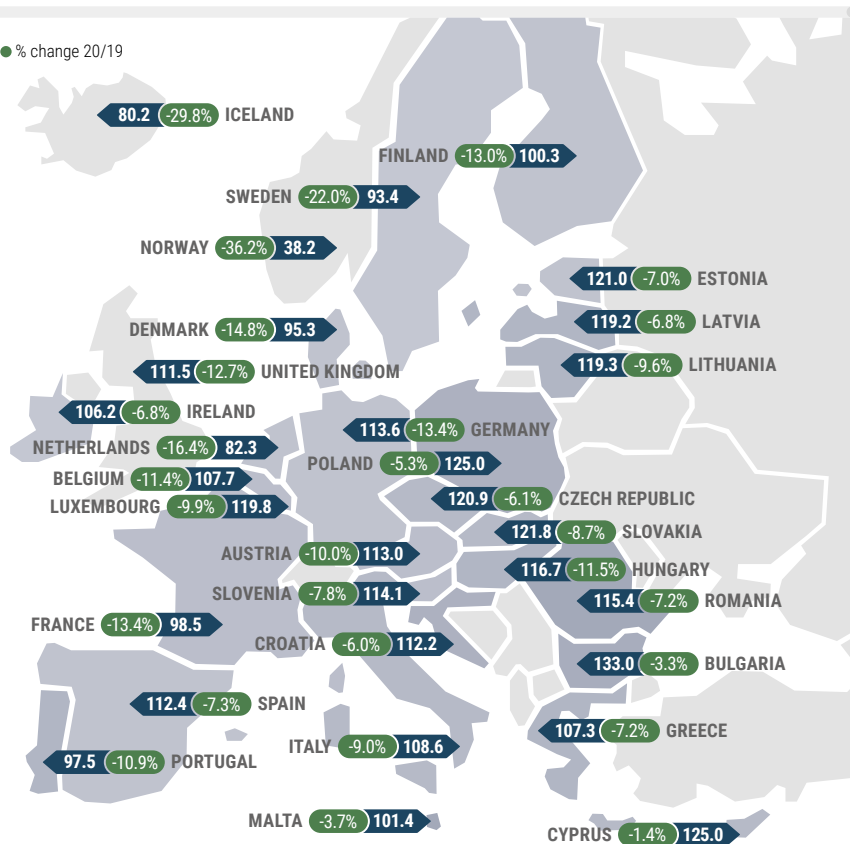 % change 20/19
80.2 -29.8% ICELAND
FINLAND -13.0% 100.3
SWEDEN -22.0% 93.4
NORWAY -36.2% 38.2
121.0 -7.0% ESTONIA
119.2 -6.8% LATVIA
DENMARK -14.8% 95.3
119.3 -9.6% LITHUANIA
111.5 -12.7% UNITED KINGDOM
106.2 -6.8% IRELAND
113.6 -13.4% GERMANY
NETHERLANDS -16.4% 82.3
POLAND -5.3% 125.0
BELGIUM -11.4% 107.7
120.9 -6.1% CZECH REPUBLIC
LUXEMBOURG -9.9% 119.8
121.8 -8.7% SLOVAKIA
AUSTRIA -10.0% 113.0
116.7 -11.5% HUNGARY
SLOVENIA -7.8% 114.1
115.4 -7.2% ROMANIA
FRANCE -13.4% 98.5
CROATIA -6.0% 112.2
133.0 -3.3% BULGARIA
112.4 -7.3% SPAIN
107.3 -7.2% GREECE
ITALY -9.0% 108.6
97.5 -10.9% PORTUGAL
MALTA -3.7% 101.4
CYPRUS -1.4% 125.0